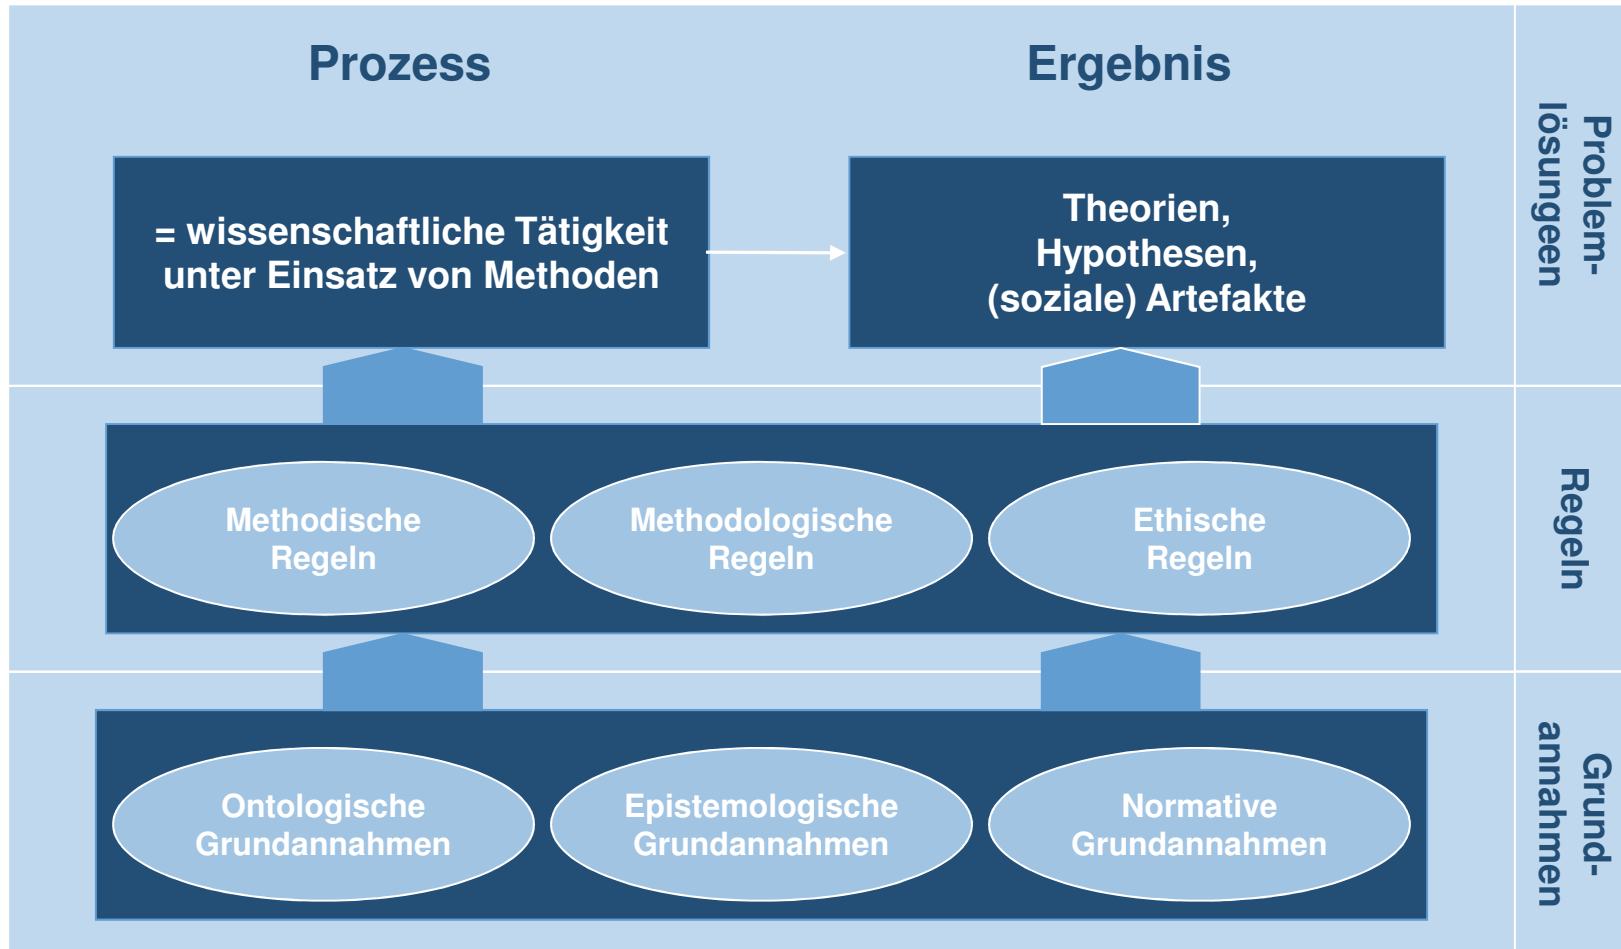 Prozess
Ergebnis
= wissenschaftliche Tätigkeit
unter Einsatz von Methoden
Theorien,
Hypothesen,
(soziale) Artefakte
Problem-
lösungeen
Methodische
Regeln
Methodologische
Regeln
Ethische
Regeln
Regeln
Ontologische
Grundannahmen
Epistemologische
Grundannahmen
Normative
Grundannahmen
Grund-
annahmen